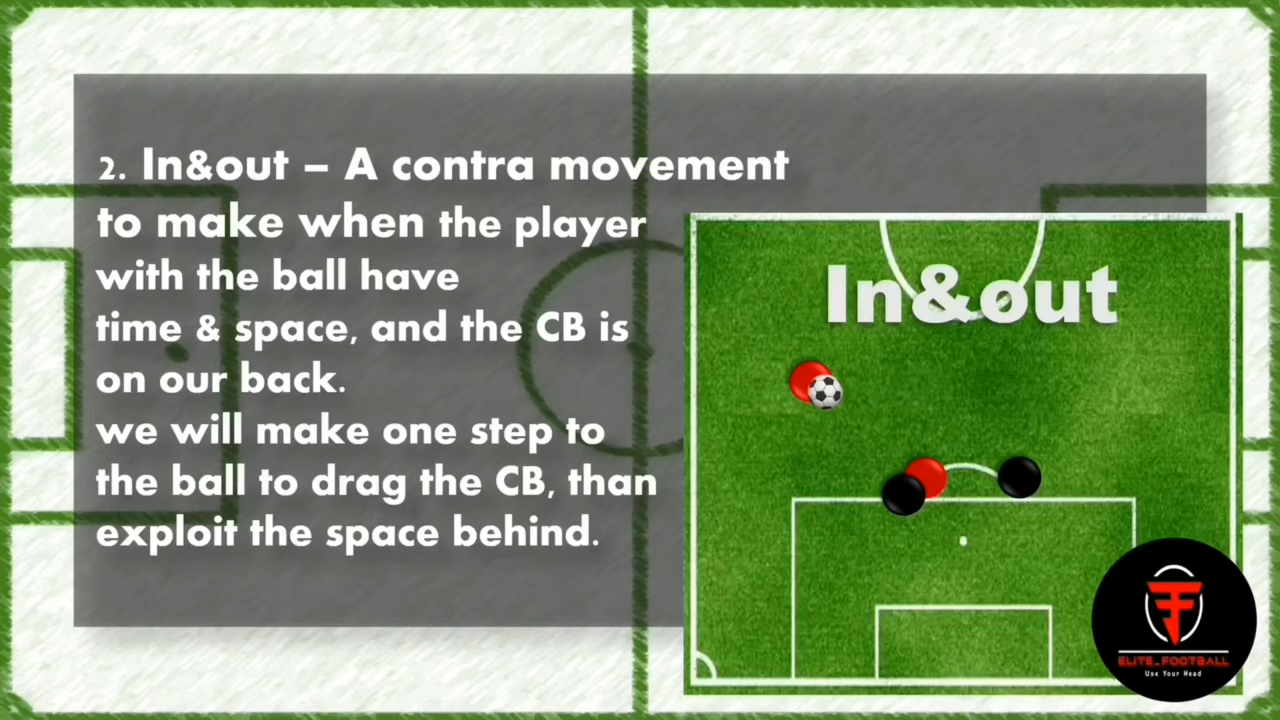 2. In&out – A contra movement
to make when the player
with the ball have
time & space, and the CB is
on our back.
we will make one step to
the ball to drag the CB, than
exploit the space behind.
In&out
ELITE_FOOTBALL
Use Your Head